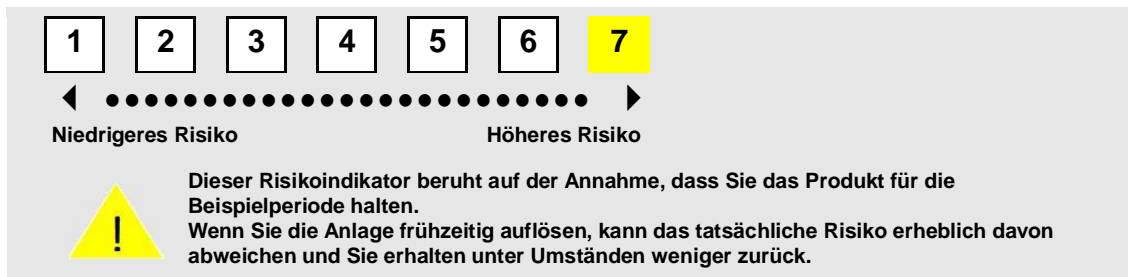 1 2 3 4 5 6 7
Niedrigeres Risiko Höheres Risiko
Dieser Risikoindikator beruht auf der Annahme, dass Sie das Produkt für die
Beispielperiode halten.
Wenn Sie die Anlage frühzeitig auflösen, kann das tatsächliche Risiko erheblich davon
abweichen und Sie erhalten unter Umständen weniger zurück.
!